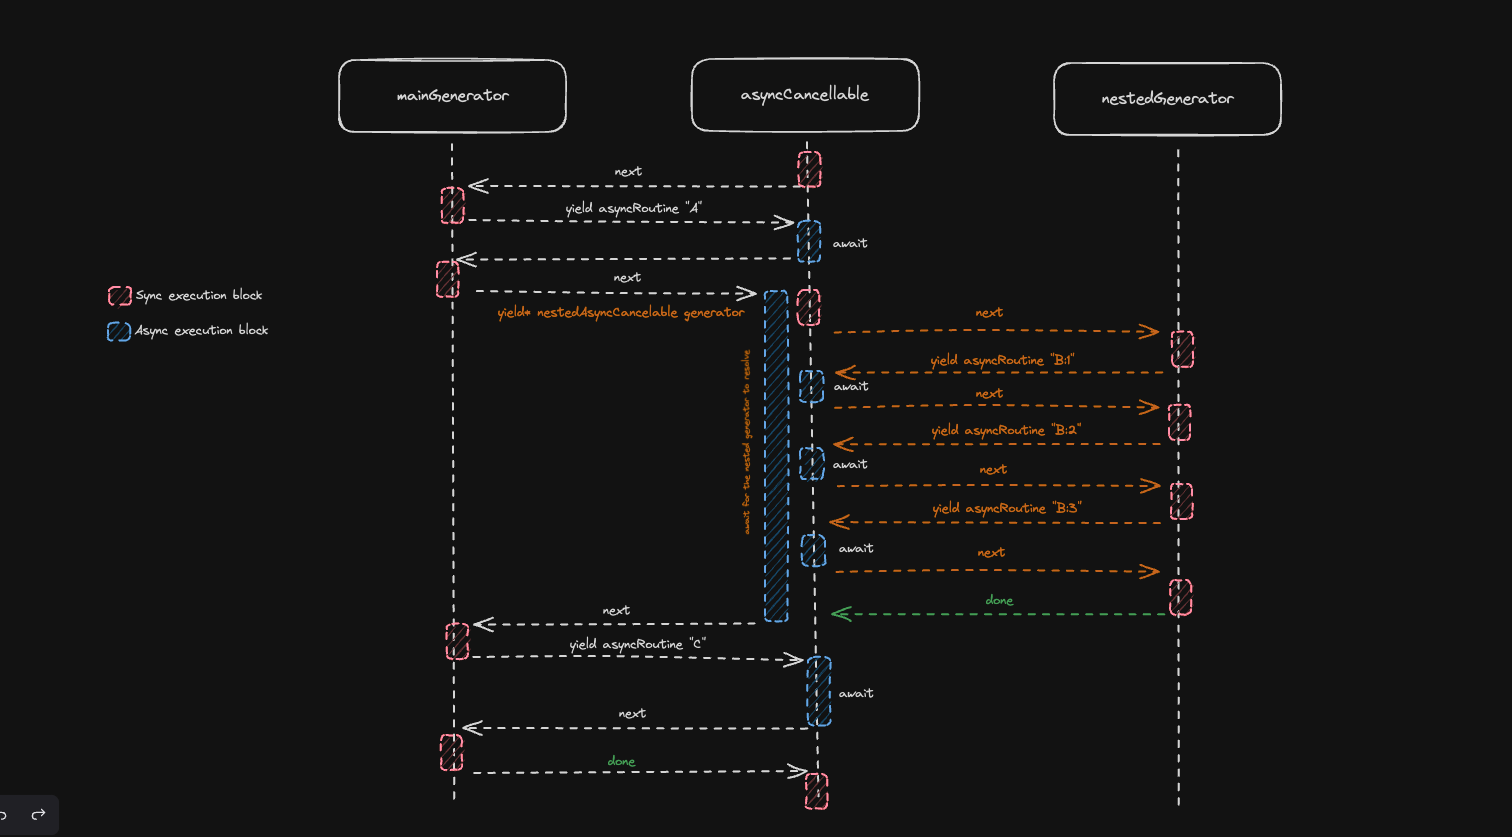 mainGenerator
asyncCancellable
nestedGenerator
next
yield asyncRoutine "A"
await
next
yield* nestedAsyncCancelable generator
Sync execution block
Async execution block
next
yield asyncRoutine "B:1"
await
next
yield asyncRoutine "B:2"
await
next
yield asyncRoutine "B:3"
await
next
done
await for the nested generator to resolve
next
yield asyncRoutine "C"
await
next
done